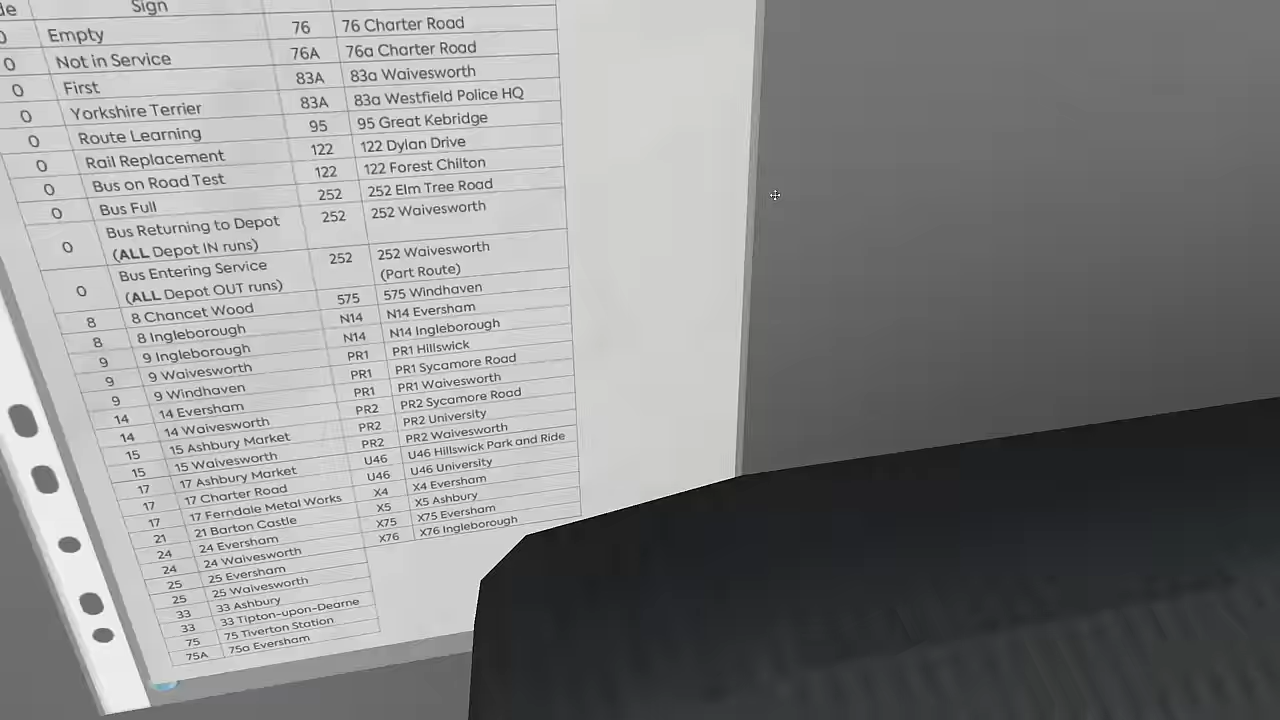 de Sign
0 Empty 76 76 Charter Road
0 Not in Service 76A 76a Charter Road
0 First 83A 83a Waivesworth
0 Yorkshire Terrier 83A 83a Westfield Police HQ
0 Route Learning 95 95 Great Kebridge
0 Rail Replacement 122 122 Dylan Drive
0 Bus on Road Test 122 122 Forest Chilton
0 Bus Full 252 252 Elm Tree Road
0 Bus Returning to Depot 252 252 Waivesworth
(ALL Depot IN runs)
0 Bus Entering Service 252 252 Waivesworth
(ALL Depot OUT runs) (Part Route)
8 8 Chancet Wood 575 575 Windhaven
8 8 Ingleborough N14 N14 Eversham
9 9 Ingleborough N14 N14 Ingleborough
9 9 Waivesworth PR1 PR1 Hillswick
9 9 Windhaven PR1 PR1 Sycamore Road
14 14 Eversham PR1 PR1 Waivesworth
14 14 Waivesworth PR2 PR2 Sycamore Road
15 15 Ashbury Market PR2 PR2 University
15 15 Waivesworth PR2 PR2 Waivesworth
17 17 Ashbury Market U46 U46 Hillswick Park and Ride
17 17 Charter Road U46 U46 University
17 17 Ferndale Metal Works X4 X4 Eversham
21 21 Barton Castle X5 X5 Ashbury
24 24 Eversham X75 X75 Eversham
24 24 Waivesworth X76 X76 Ingleborough
25 25 Eversham
25 25 Waivesworth
33 33 Ashbury
33 33 Tipton-upon-Dearne
75 75 Tiverton Station
75A 75a Eversham